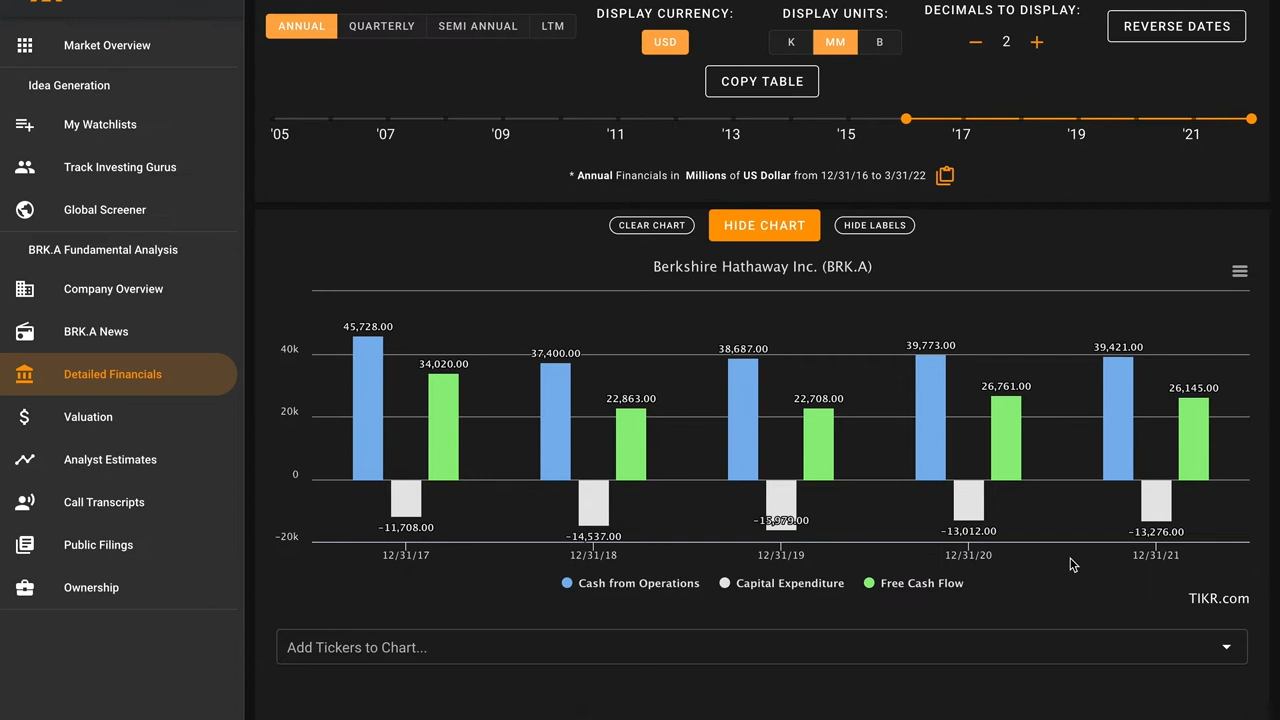 Market Overview
Idea Generation
My Watchlists
Track Investing Gurus
Global Screener
BRK.A Fundamental Analysis
Company Overview
BRK.A News
Detailed Financials
Valuation
Analyst Estimates
Call Transcripts
Public Filings
Ownership
ANNUAL QUARTERLY SEMI ANNUAL LTM
DISPLAY CURRENCY:
USD
DISPLAY UNITS:
K MM B
DECIMALS TO DISPLAY:
2
REVERSE DATES
COPY TABLE
'05 '07 '09 '11 '13 '15 '17 '19 '21
* Annual Financials in Millions of US Dollar from 12/31/16 to 3/31/22
CLEAR CHART HIDE CHART HIDE LABELS
Berkshire Hathaway Inc. (BRK.A)
40k
20k
0
-20k
45,728.00 37,400.00 38,687.00 39,773.00 39,421.00
34,020.00 22,863.00 22,708.00 26,761.00 26,145.00
-11,708.00 -14,537.00 -15,979.00 -13,012.00 -13,276.00
12/31/17 12/31/18 12/31/19 12/31/20 12/31/21
Cash from Operations Capital Expenditure Free Cash Flow
TIKR.com
Add Tickers to Chart...